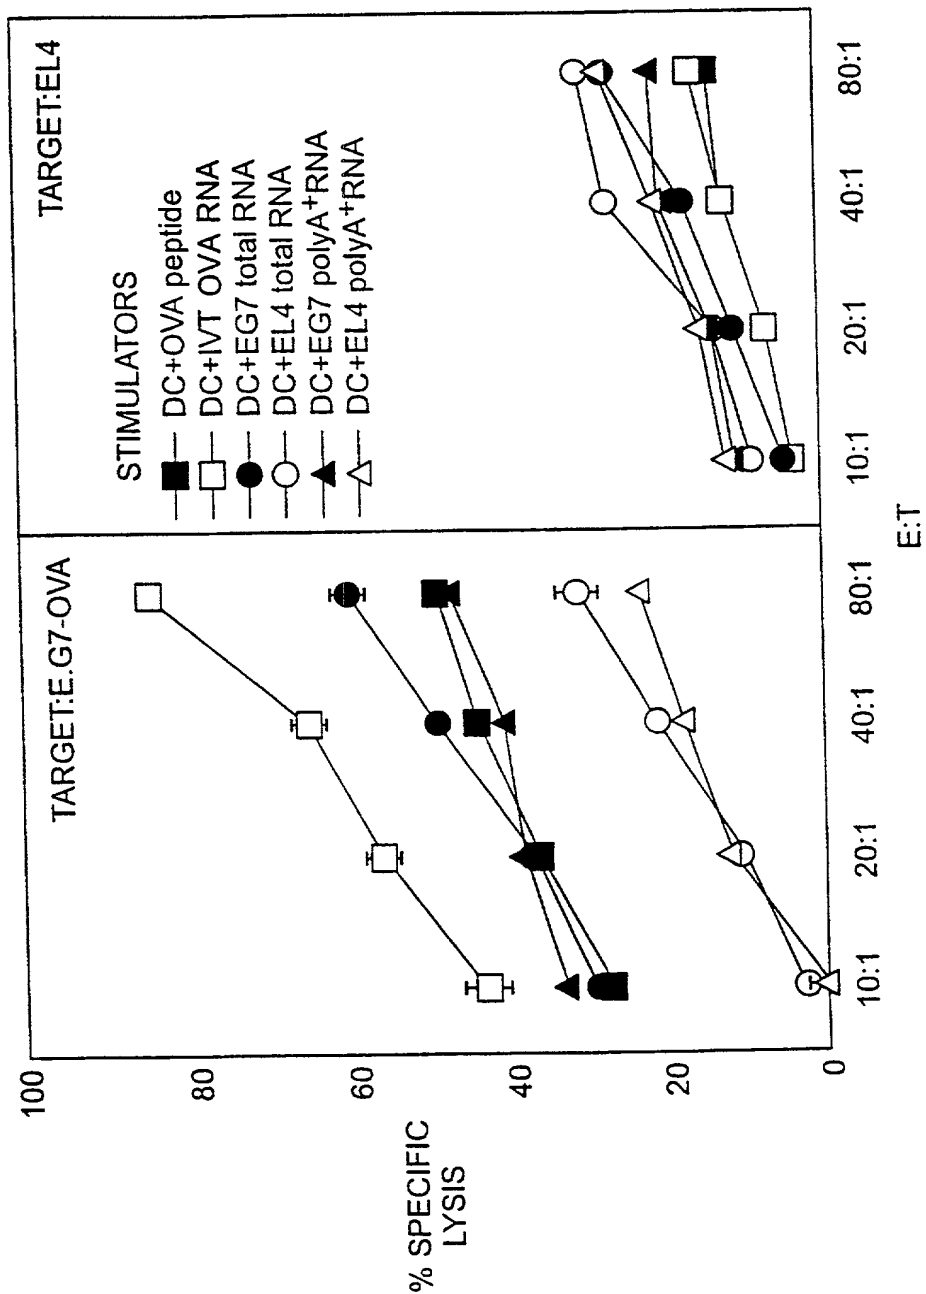 TARGET:E.G7-OVA
TARGET:EL4
STIMULATORS
DC+OVA peptide
DC+IVT OVA RNA
DC+EG7 total RNA
DC+EL4 total RNA
DC+EG7 polyA+RNA
DC+EL4 polyA+RNA
% SPECIFIC
LYSIS
100
80
60
40
20
0
10:1
20:1
40:1
80:1
10:1
20:1
40:1
80:1
E:T